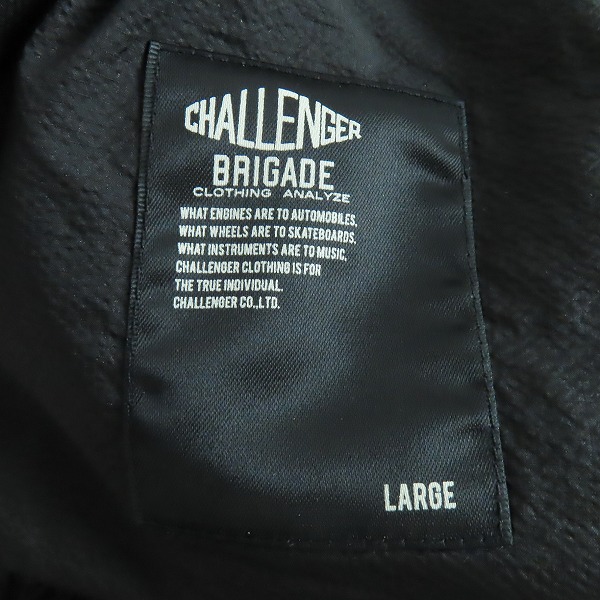 CHALLENGER
BRIGADE
CLOTHING ANALYZE
WHAT ENGINES ARE TO AUTOMOBILES,
WHAT WHEELS ARE TO SKATEBOARDS,
WHAT INSTRUMENTS ARE TO MUSIC,
CHALLENGER CLOTHING IS FOR
THE TRUE INDIVIDUAL.
CHALLENGER CO.,LTD.
LARGE